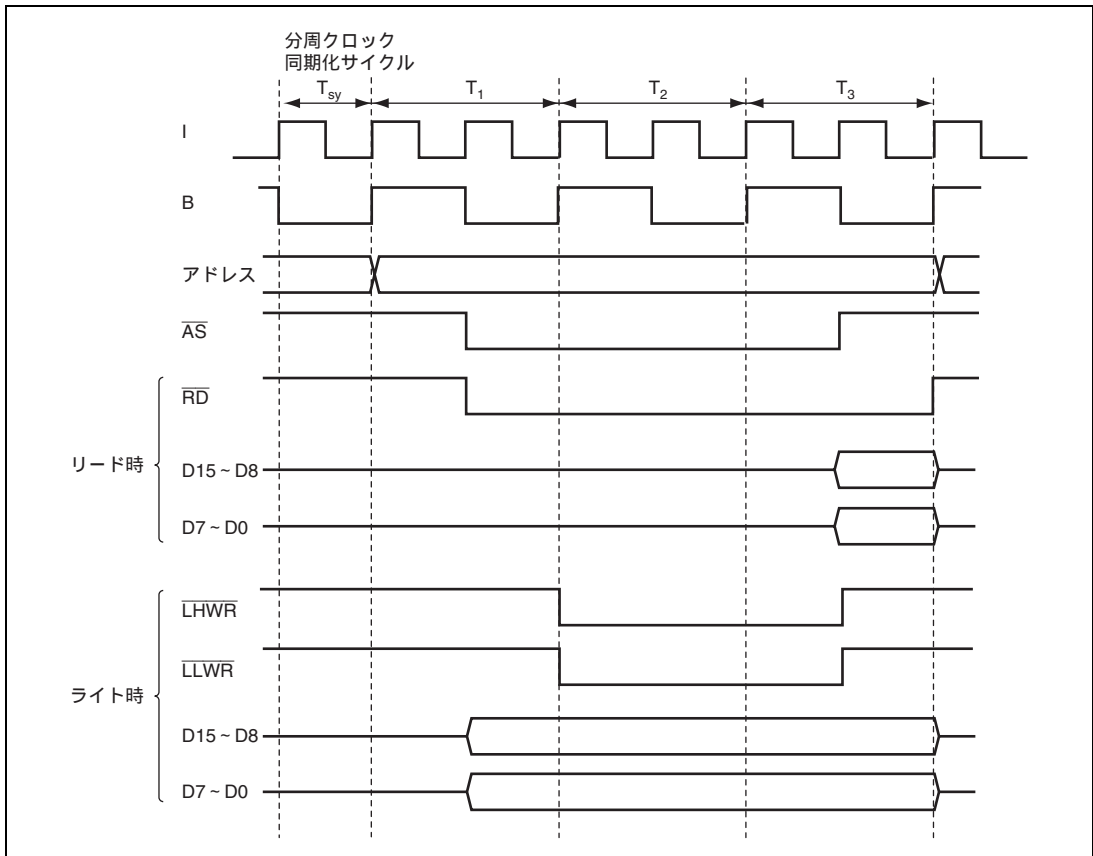 分周クロック
同期化サイクル
Tsy T1 T2 T3
I
B
アドレス
AS
RD
リード時
D15 ~ D8
D7 ~ D0
LHWR
LLWR
ライト時
D15 ~ D8
D7 ~ D0